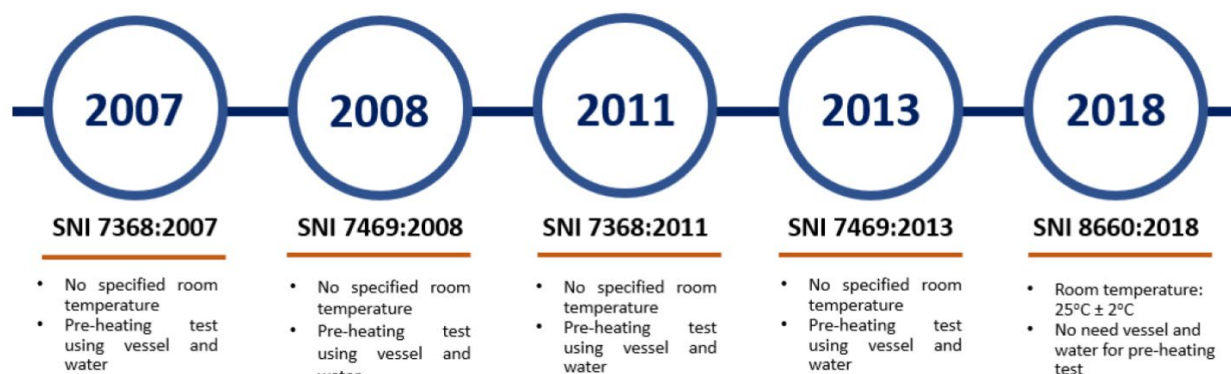 2007
2008
2011
2013
2018
SNI 7368:2007
SNI 7469:2008
SNI 7368:2011
SNI 7469:2013
SNI 8660:2018
• No specified room
temperature
• Pre-heating test
using vessel and
water
• No specified room
temperature
• Pre-heating test
using vessel and
water
• No specified room
temperature
• Pre-heating test
using vessel and
water
• No specified room
temperature
• Pre-heating test
using vessel and
water
• Room temperature:
25°C ± 2°C
• No need vessel and
water for pre-heating
test